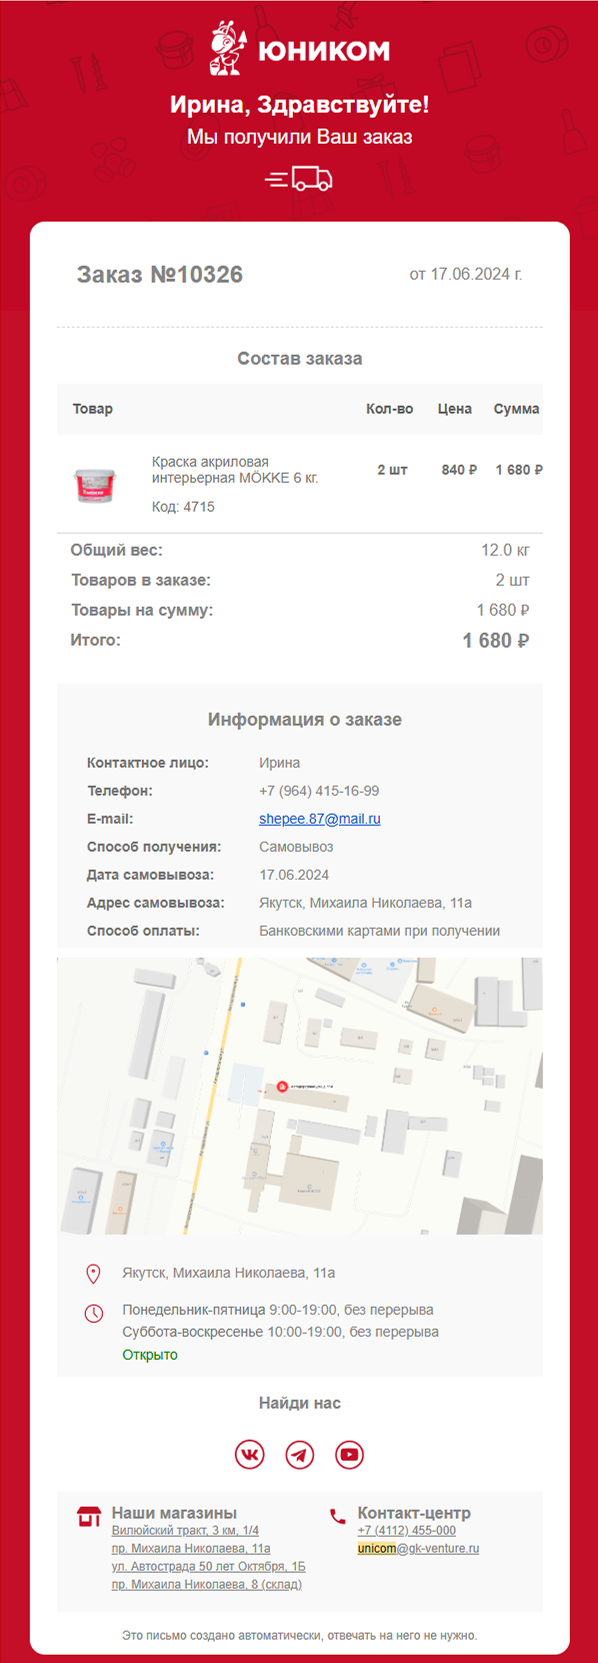 ЮНИКОМ
Ирина, Здравствуйте!
Мы получили Ваш заказ
Заказ №10326
от 17.06.2024 г.
Состав заказа
Товар Кол-во Цена Сумма
Краска акриловая
интерьерная MÖKKE 6 кг.
2 шт 840 ₽ 1 680 ₽
Код: 4715
Общий вес: 12.0 кг
Товаров в заказе: 2 шт
Товары на сумму: 1 680 ₽
Итого: 1 680 ₽
Информация о заказе
Контактное лицо: Ирина
Телефон: +7 (964) 415-16-99
E-mail: shepee.87@mail.ru
Способ получения: Самовывоз
Дата самовывоза: 17.06.2024
Адрес самовывоза: Якутск, Михаила Николаева, 11а
Способ оплаты: Банковскими картами при получении
Якутск, Михаила Николаева, 11а
Понедельник-пятница 9:00-19:00, без перерыва
Суббота-воскресенье 10:00-19:00, без перерыва
Открыто
Найди нас
Наши магазины
Вилюйский тракт, 3 км, 1/4
пр. Михаила Николаева, 11а
ул. Автострада 50 лет Октября, 1Б
пр. Михаила Николаева, 8 (склад)
Контакт-центр
+7 (4112) 455-000
unicom@gk-venture.ru
Это письмо создано автоматически, отвечать на него не нужно.